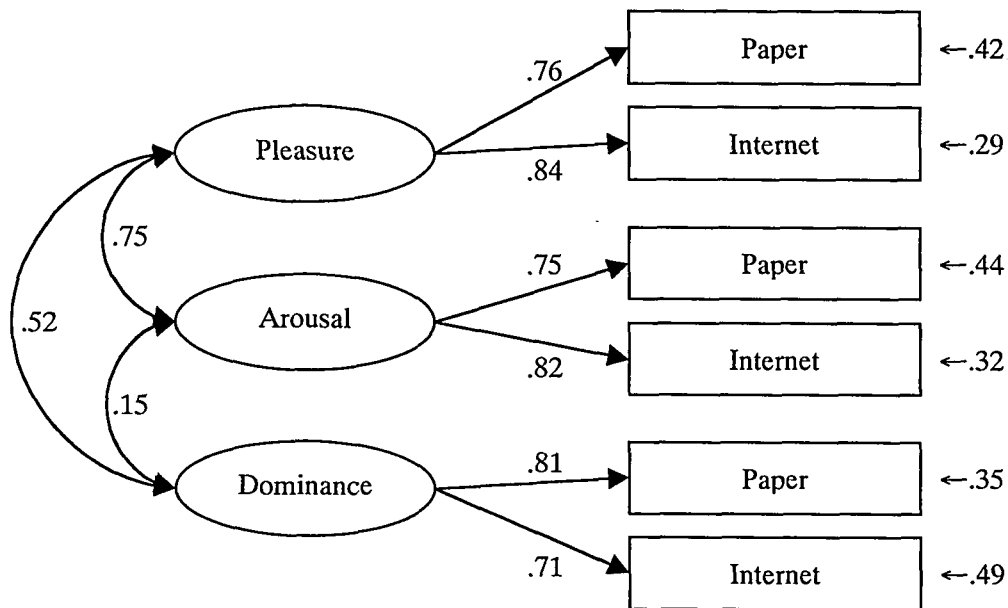 Paper
←.42
.76
Pleasure
Internet
←.29
.84
.75
.75
Paper
←.44
.52
Arousal
.82
Internet
←.32
.15
.81
Paper
←.35
Dominance
.71
Internet
←.49